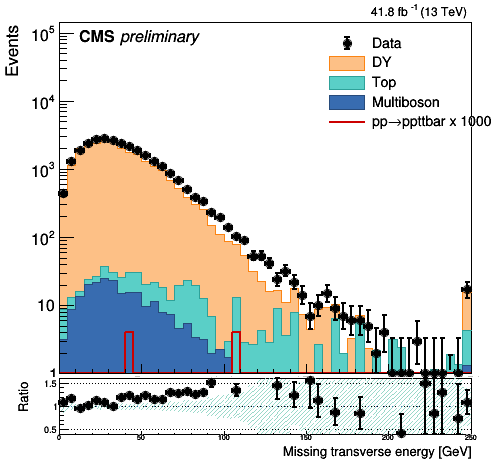 41.8 fb⁻¹ (13 TeV)
Events
CMS preliminary
Data
DY
Top
Multiboson
pp→ppttbar x 1000
10⁵
10⁴
10³
10²
10
1
Ratio
1.5
1
0.5
0 50 100 150 200 250
Missing transverse energy [GeV]